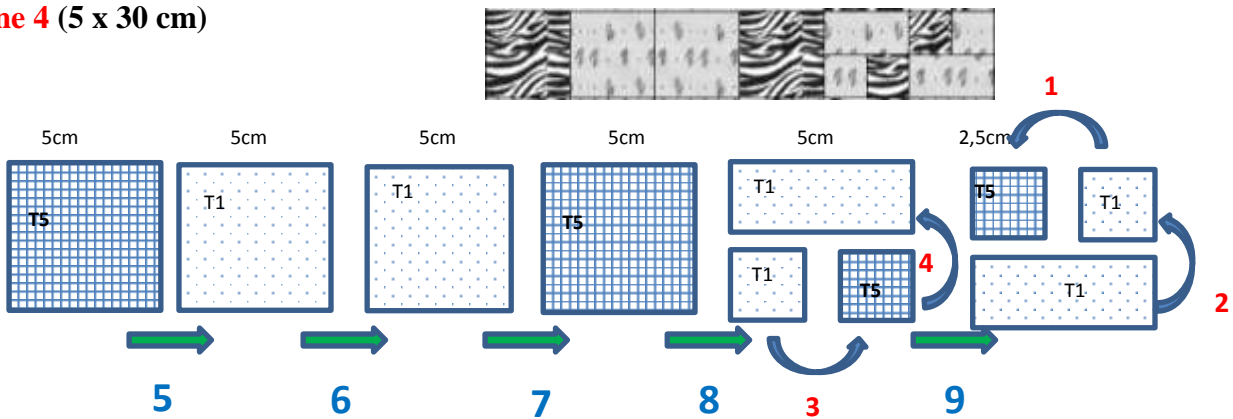 ne 4 (5 x 30 cm)
1
5cm 5cm 5cm 5cm 5cm 2,5cm
T5 T1 T1 T5 T1 T5 T1
T1 T5 4 T1 2
5 6 7 8 3 9